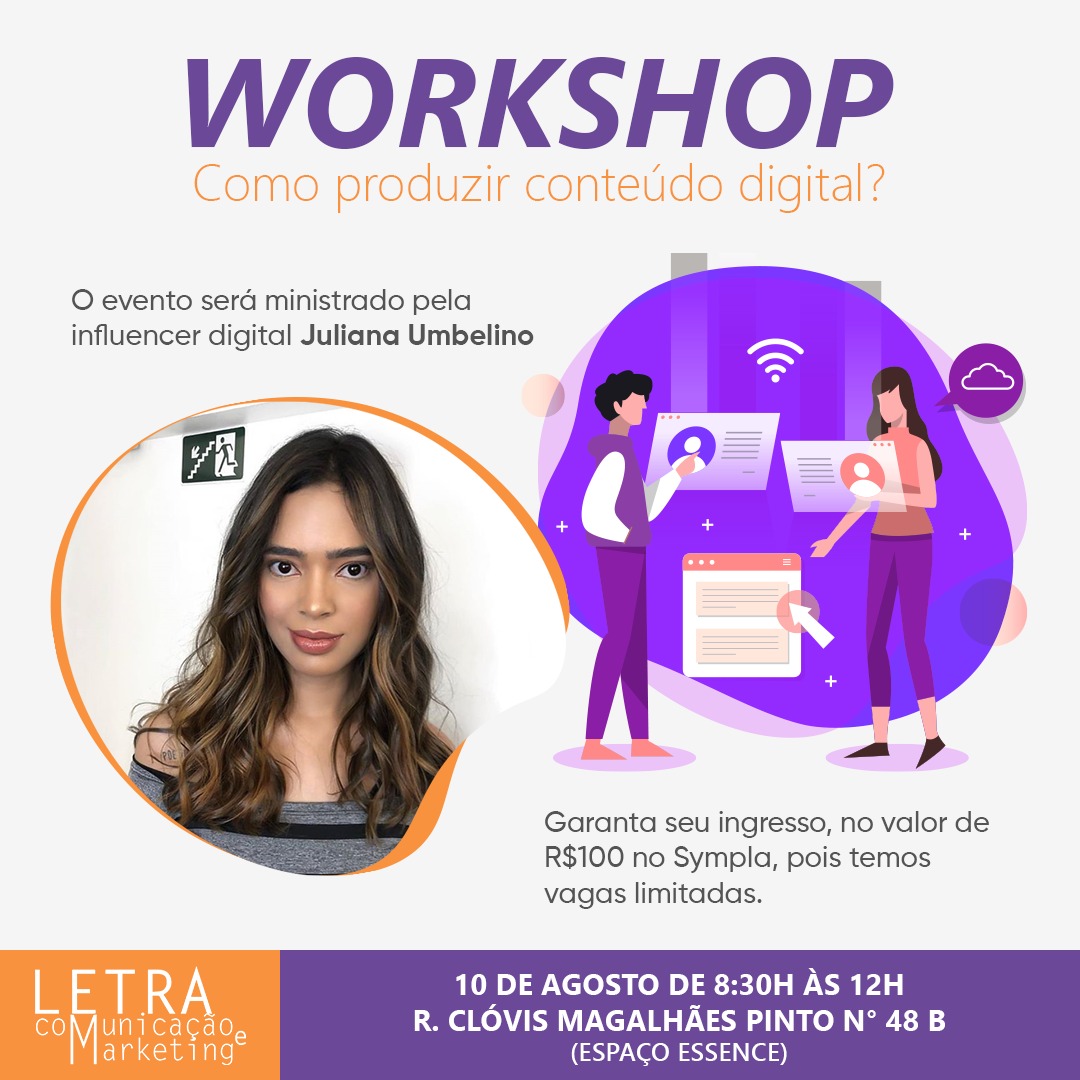 WORKSHOP
Como produzir conteúdo digital?
O evento será ministrado pela
influencer digital Juliana Umbelino
Garanta seu ingresso, no valor de
R$100 no Sympla, pois temos
vagas limitadas.
LETRA
coMunicação e
Marketing
10 DE AGOSTO DE 8:30H ÀS 12H
R. CLÓVIS MAGALHÃES PINTO N° 48 B
(ESPAÇO ESSENCE)